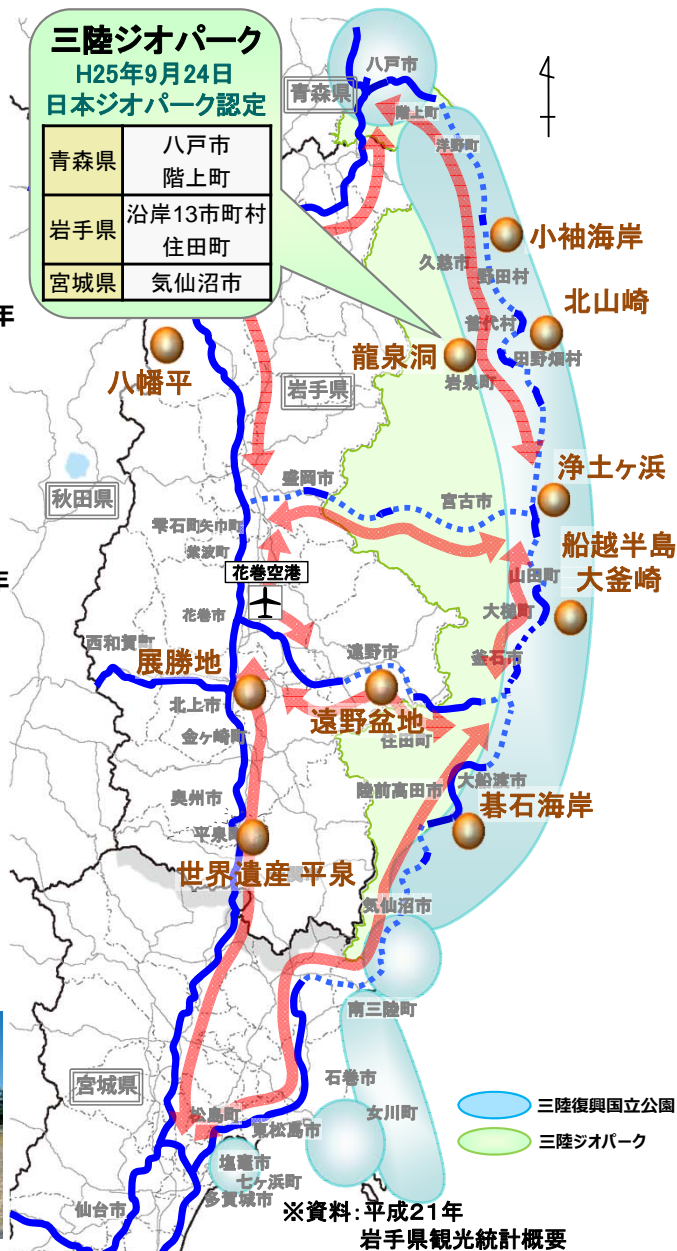 三陸ジオパーク
H25年9月24日
日本ジオパーク認定
青森県
八戸市
階上町
岩手県
沿岸13市町村
住田町
宮城県
気仙沼市
八戸市
青森県
階上町
洋野町
小袖海岸
久慈市
野田村
北山崎
普代村
田野畑村
年
龍泉洞
岩泉町
八幡平
岩手県
浄土ヶ浜
盛岡市
宮古市
秋田県
雫石町
矢巾町
紫波町
船越半島
大釜崎
山田町
花巻空港
花巻市
大槌町
西和賀町
遠野市
釜石市
展勝地
北上市
遠野盆地
金ヶ崎町
住田町
大船渡市
陸前高田市
奥州市
碁石海岸
平泉町
世界遺産 平泉
気仙沼市
南三陸町
宮城県
石巻市
女川町
松島町
東松島市
塩竈市
七ヶ浜町
多賀城市
仙台市
三陸復興国立公園
三陸ジオパーク
※資料:平成21年
岩手県観光統計概要